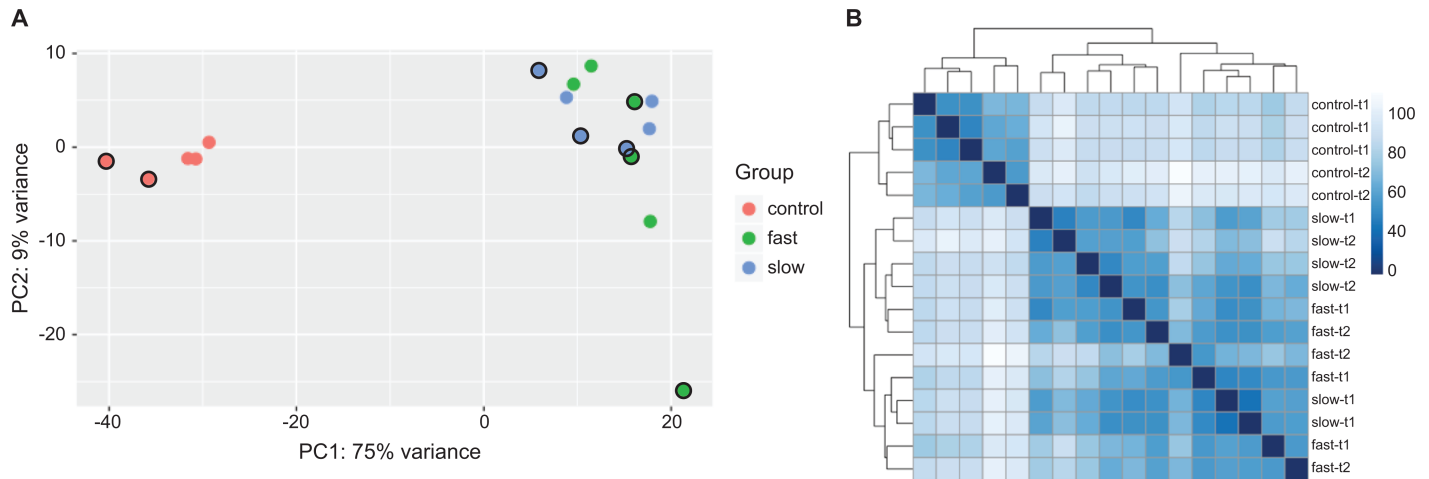 A
10
0
-10
-20
PC2: 9% variance
-40
-20
0
20
PC1: 75% variance
Group
control
fast
slow
B
control-t1
control-t1
control-t1
control-t2
control-t2
slow-t1
slow-t2
slow-t2
slow-t2
fast-t1
fast-t2
fast-t2
fast-t1
slow-t1
slow-t1
fast-t1
fast-t2
100
80
60
40
0